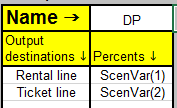 Name → DP
Output
destinations ↓ Percents ↓
Rental line ScenVar(1)
Ticket line ScenVar(2)